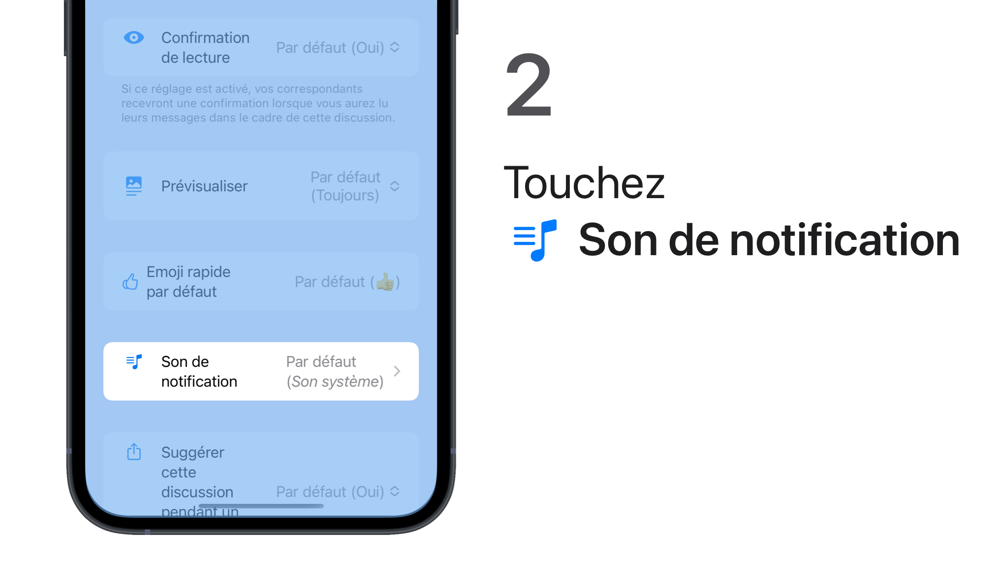 Confirmation
de lecture
Par défaut (Oui)
Si ce réglage est activé, vos correspondants
recevront une confirmation lorsque vous aurez lu
leurs messages dans le cadre de cette discussion.
Prévisualiser
Par défaut
(Toujours)
Emoji rapide
par défaut
Par défaut (👍)
Son de
notification
Par défaut
(Son système)
Suggérer
cette
discussion
pendant un
Par défaut (Oui)
2
Touchez
Son de notification